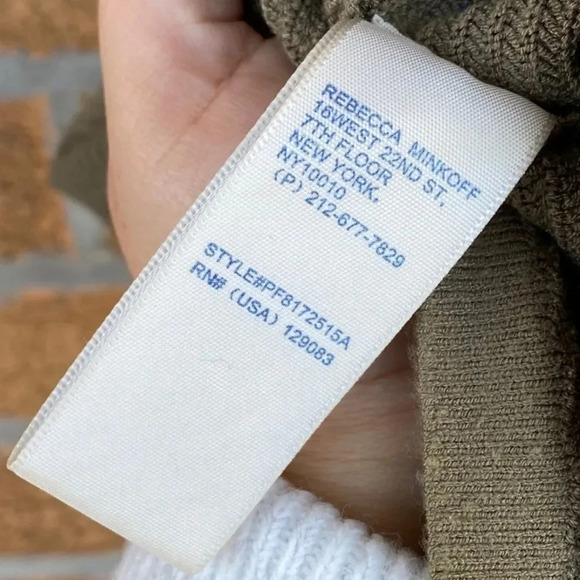 REBECCA MINKOFF
16WEST 22ND ST,
7TH FLOOR
NEW YORK,
NY10010
(P) 212-677-7829
STYLE#PF8172515A
RN# (USA) 129083